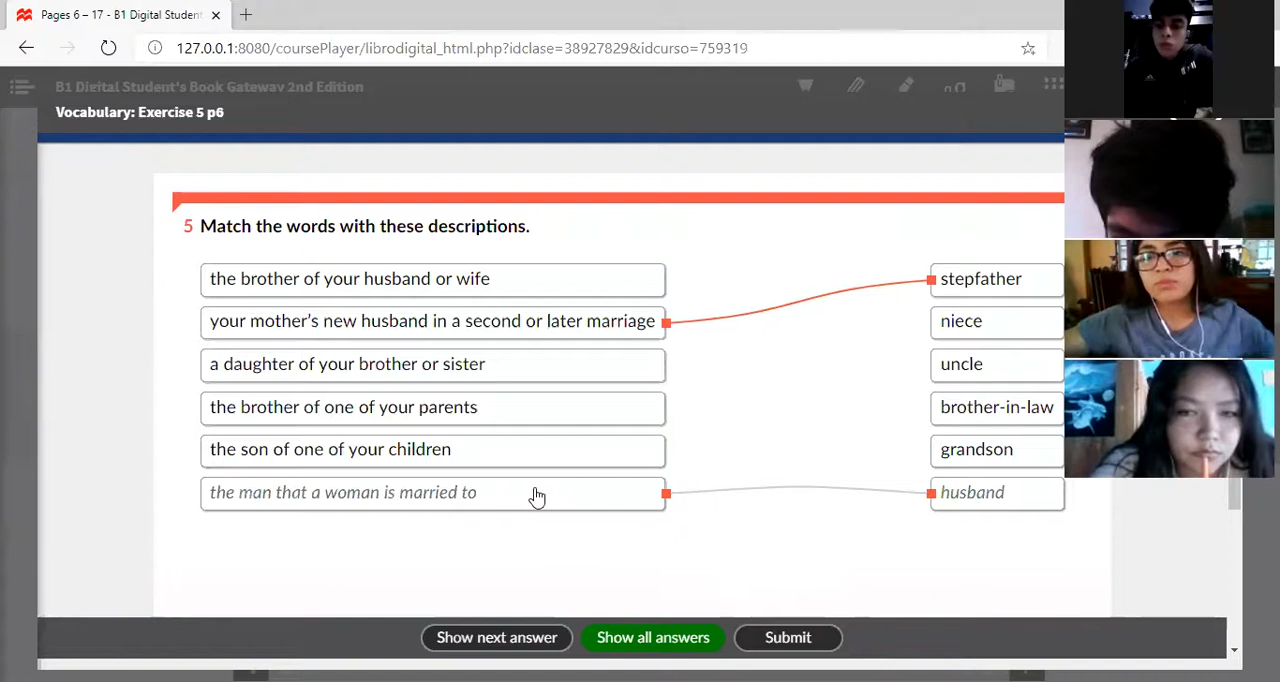 Pages 6 – 17 - B1 Digital Student
127.0.0.1:8080/coursePlayer/librodigital_html.php?idclase=38927829&idcurso=759319
B1 Digital Student's Book Gateway 2nd Edition
Vocabulary: Exercise 5 p6
5 Match the words with these descriptions.
the brother of your husband or wife
stepfather
your mother's new husband in a second or later marriage
niece
a daughter of your brother or sister
uncle
the brother of one of your parents
brother-in-law
the son of one of your children
grandson
the man that a woman is married to
husband
Show next answer
Show all answers
Submit